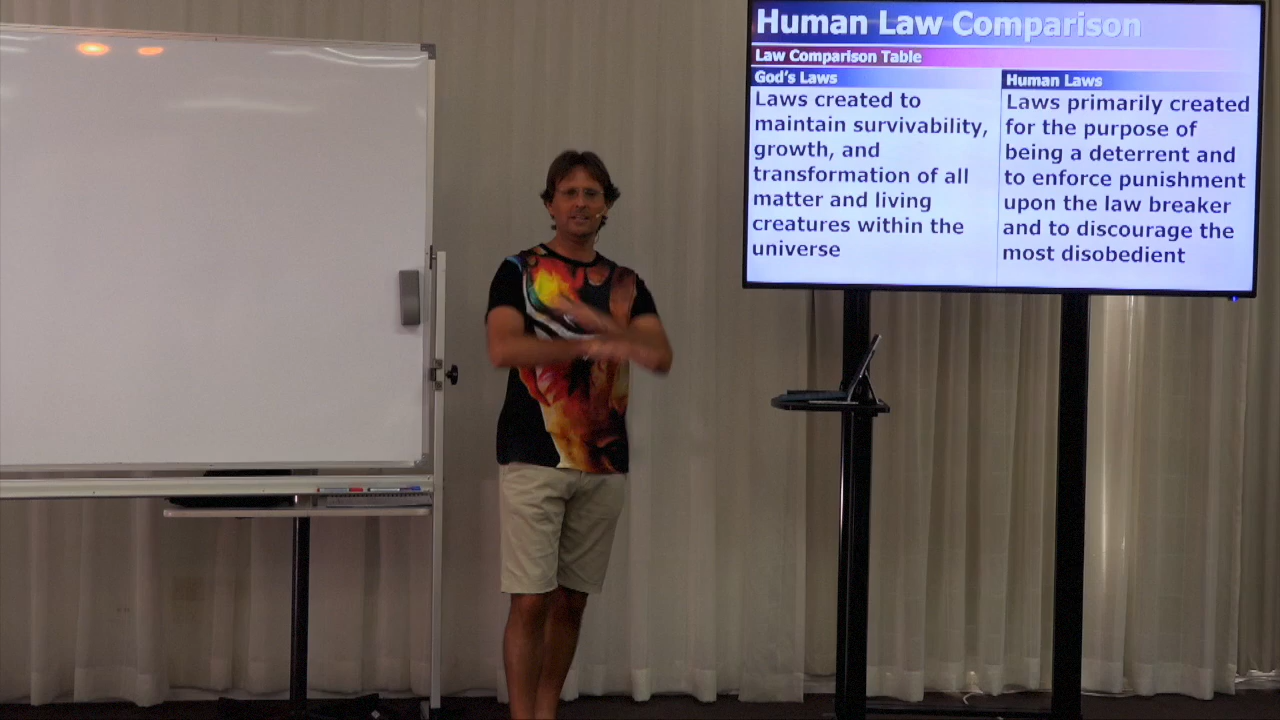 Human Law Comparison
Law Comparison Table
God's Laws
Laws created to
maintain survivability,
growth, and
transformation of all
matter and living
creatures within the
universe
Human Laws
Laws primarily created
for the purpose of
being a deterrent and
to enforce punishment
upon the law breaker
and to discourage the
most disobedient